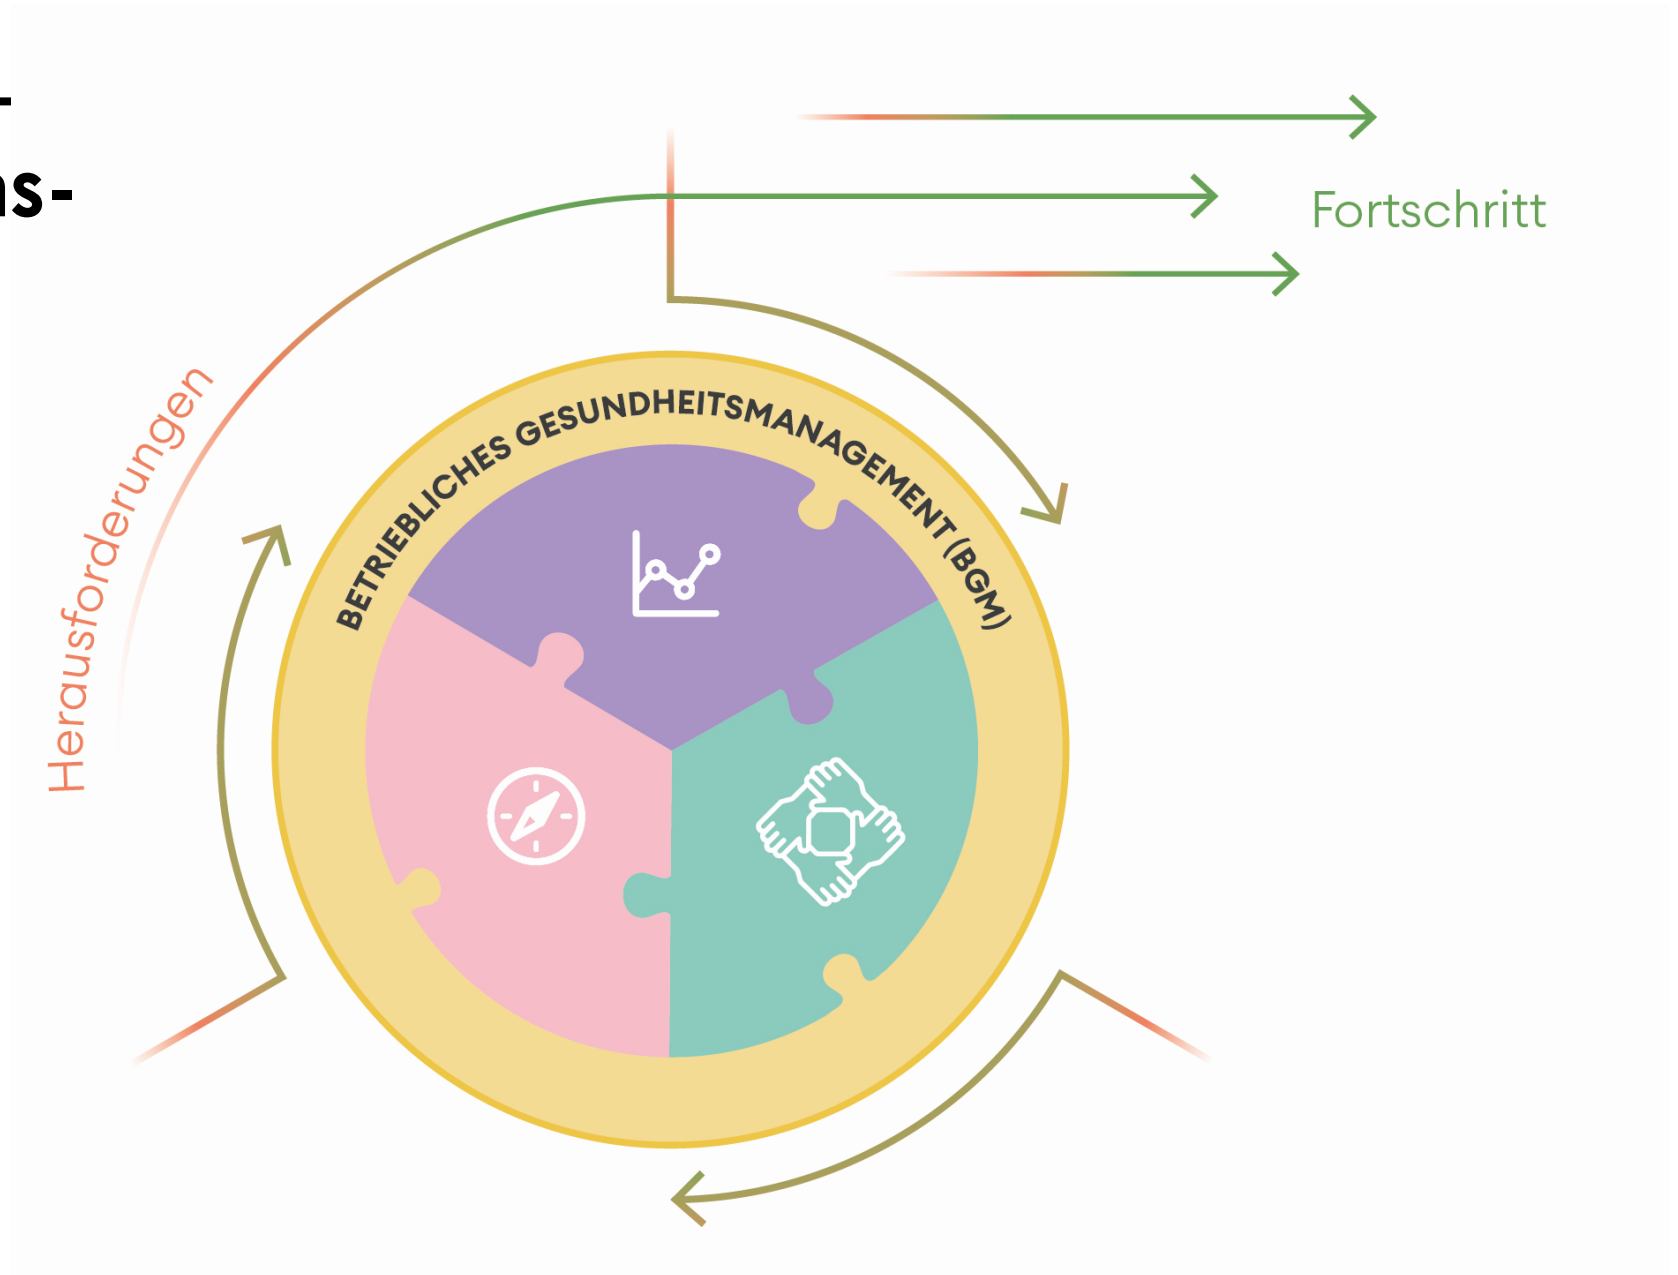 Fortschritt
Herausforderungen
BETRIEBLICHES GESUNDHEITSMANAGEMENT (BGM)